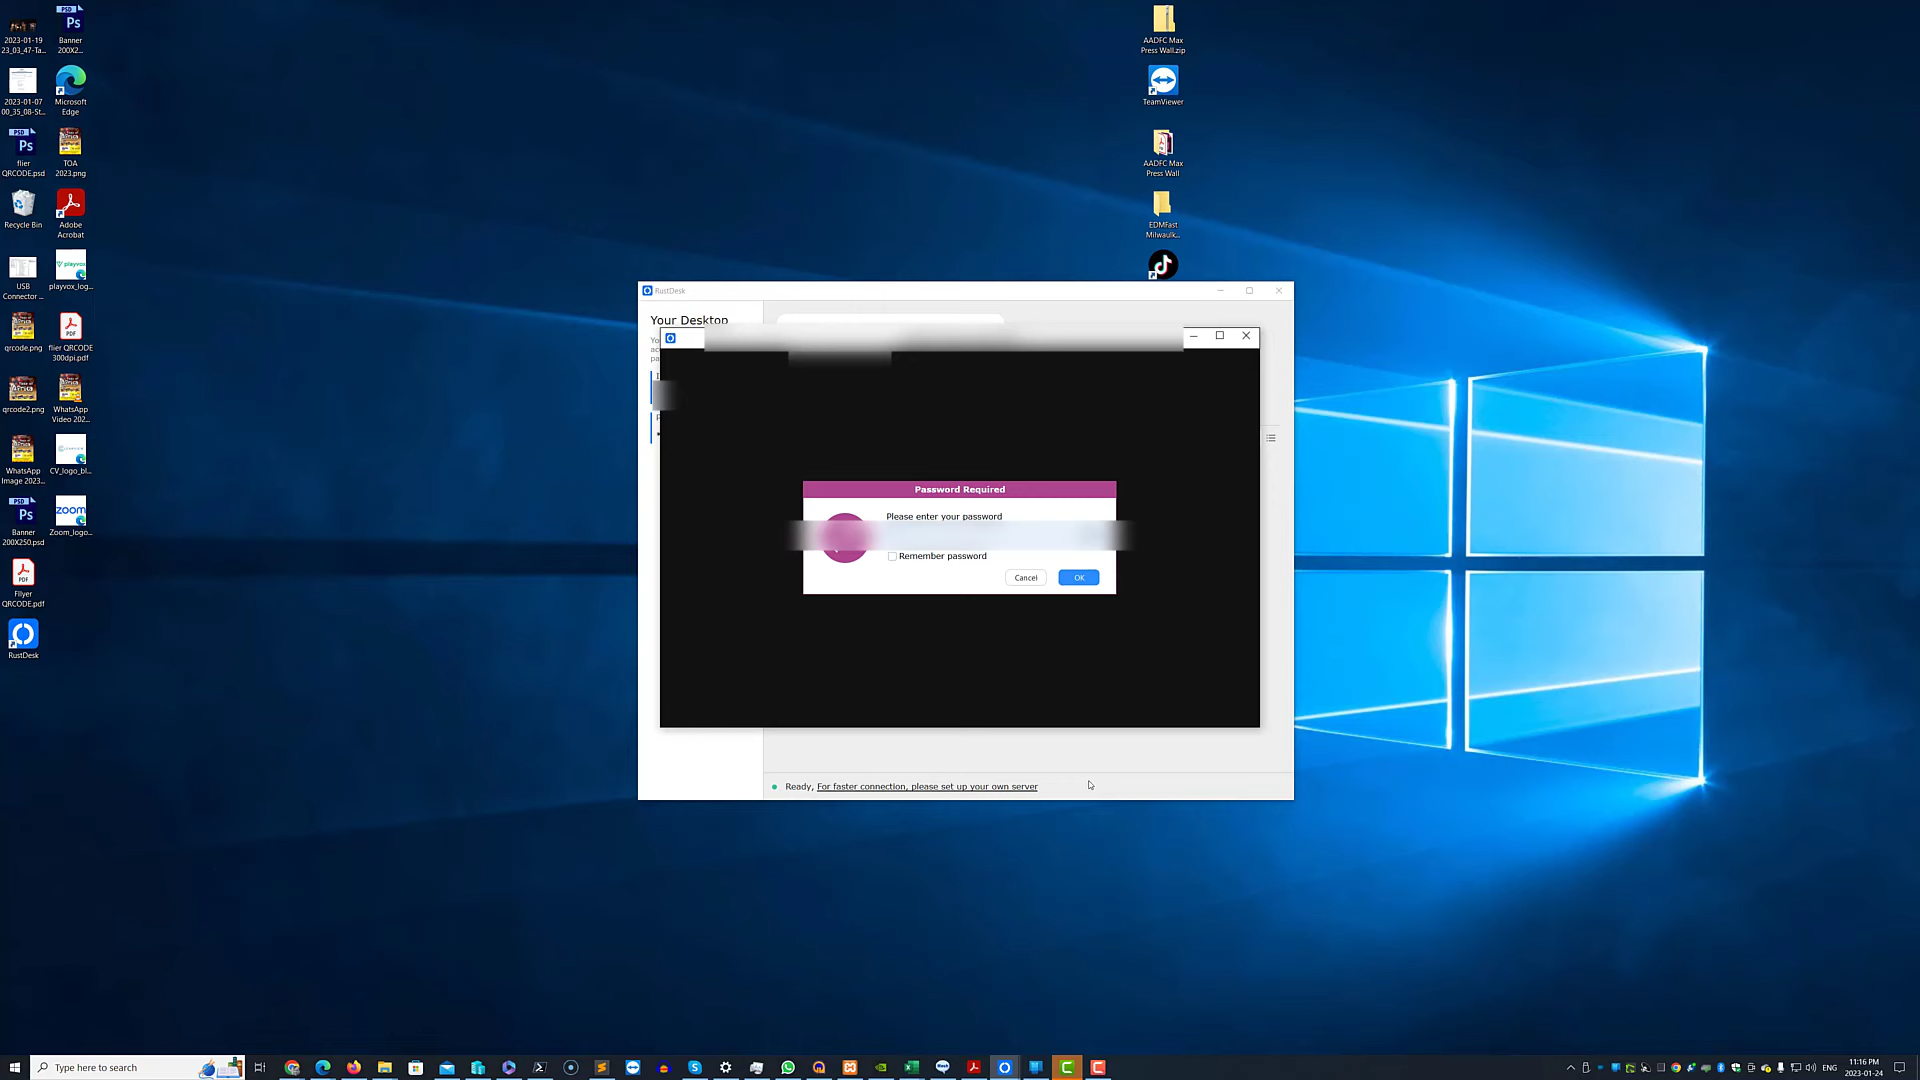 2023-01-19
23_03_47-Ta...
Banner
200X2...
2023-01-07
00_35_08-St...
Microsoft
Edge
flier
QRCODE.psd
TOA
2023.png
Recycle Bin
Adobe
Acrobat
USB
Connector ...
playvox_log...
qrcode.png
flier QRCODE
300dpi.pdf
qrcode2.png
WhatsApp
Video 202...
WhatsApp
Image 2023...
CV_logo_bl...
Banner
200X250.psd
zoom
Zoom_logo...
Fllyer
QRCODE.pdf
RustDesk
AADFC Max
Press Wall.zip
TeamViewer
AADFC Max
Press Wall
EDMFast
Milwaulk...
RustDesk
Your Desktop
Password Required
Please enter your password
Remember password
Cancel
OK
Ready, For faster connection, please set up your own server
Type here to search
ENG
11:16 PM
2023-01-24